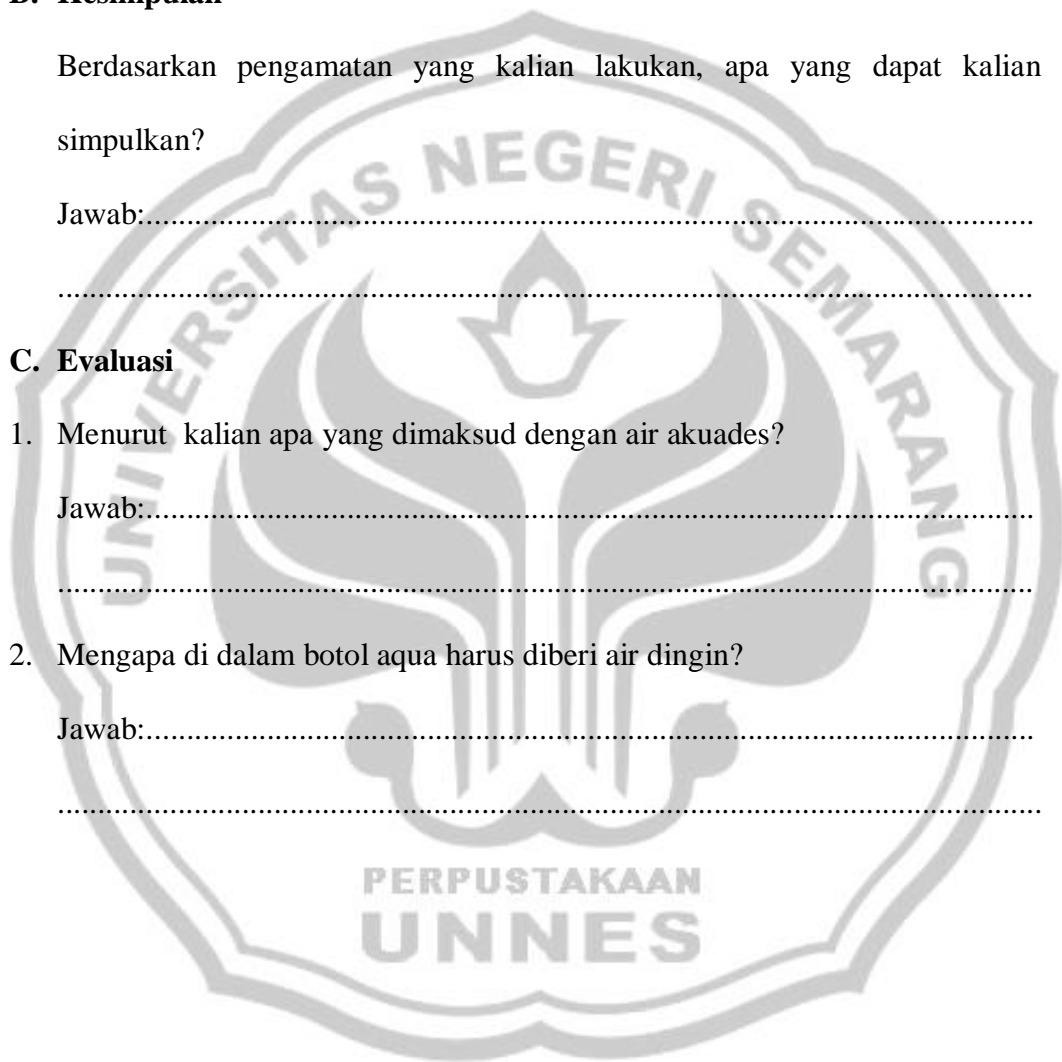 B. Kesimpulan
Berdasarkan pengamatan yang kalian lakukan, apa yang dapat kalian
simpulkan?
Jawab:..............................................................................................................
.........................................................................................................................
C. Evaluasi
1. Menurut kalian apa yang dimaksud dengan air akuades?
Jawab:..............................................................................................................
.........................................................................................................................
2. Mengapa di dalam botol aqua harus diberi air dingin?
Jawab:..............................................................................................................
..........................................................................................................................
UNIVERSITAS NEGERI SEMARANG
PERPUSTAKAAN
UNNES